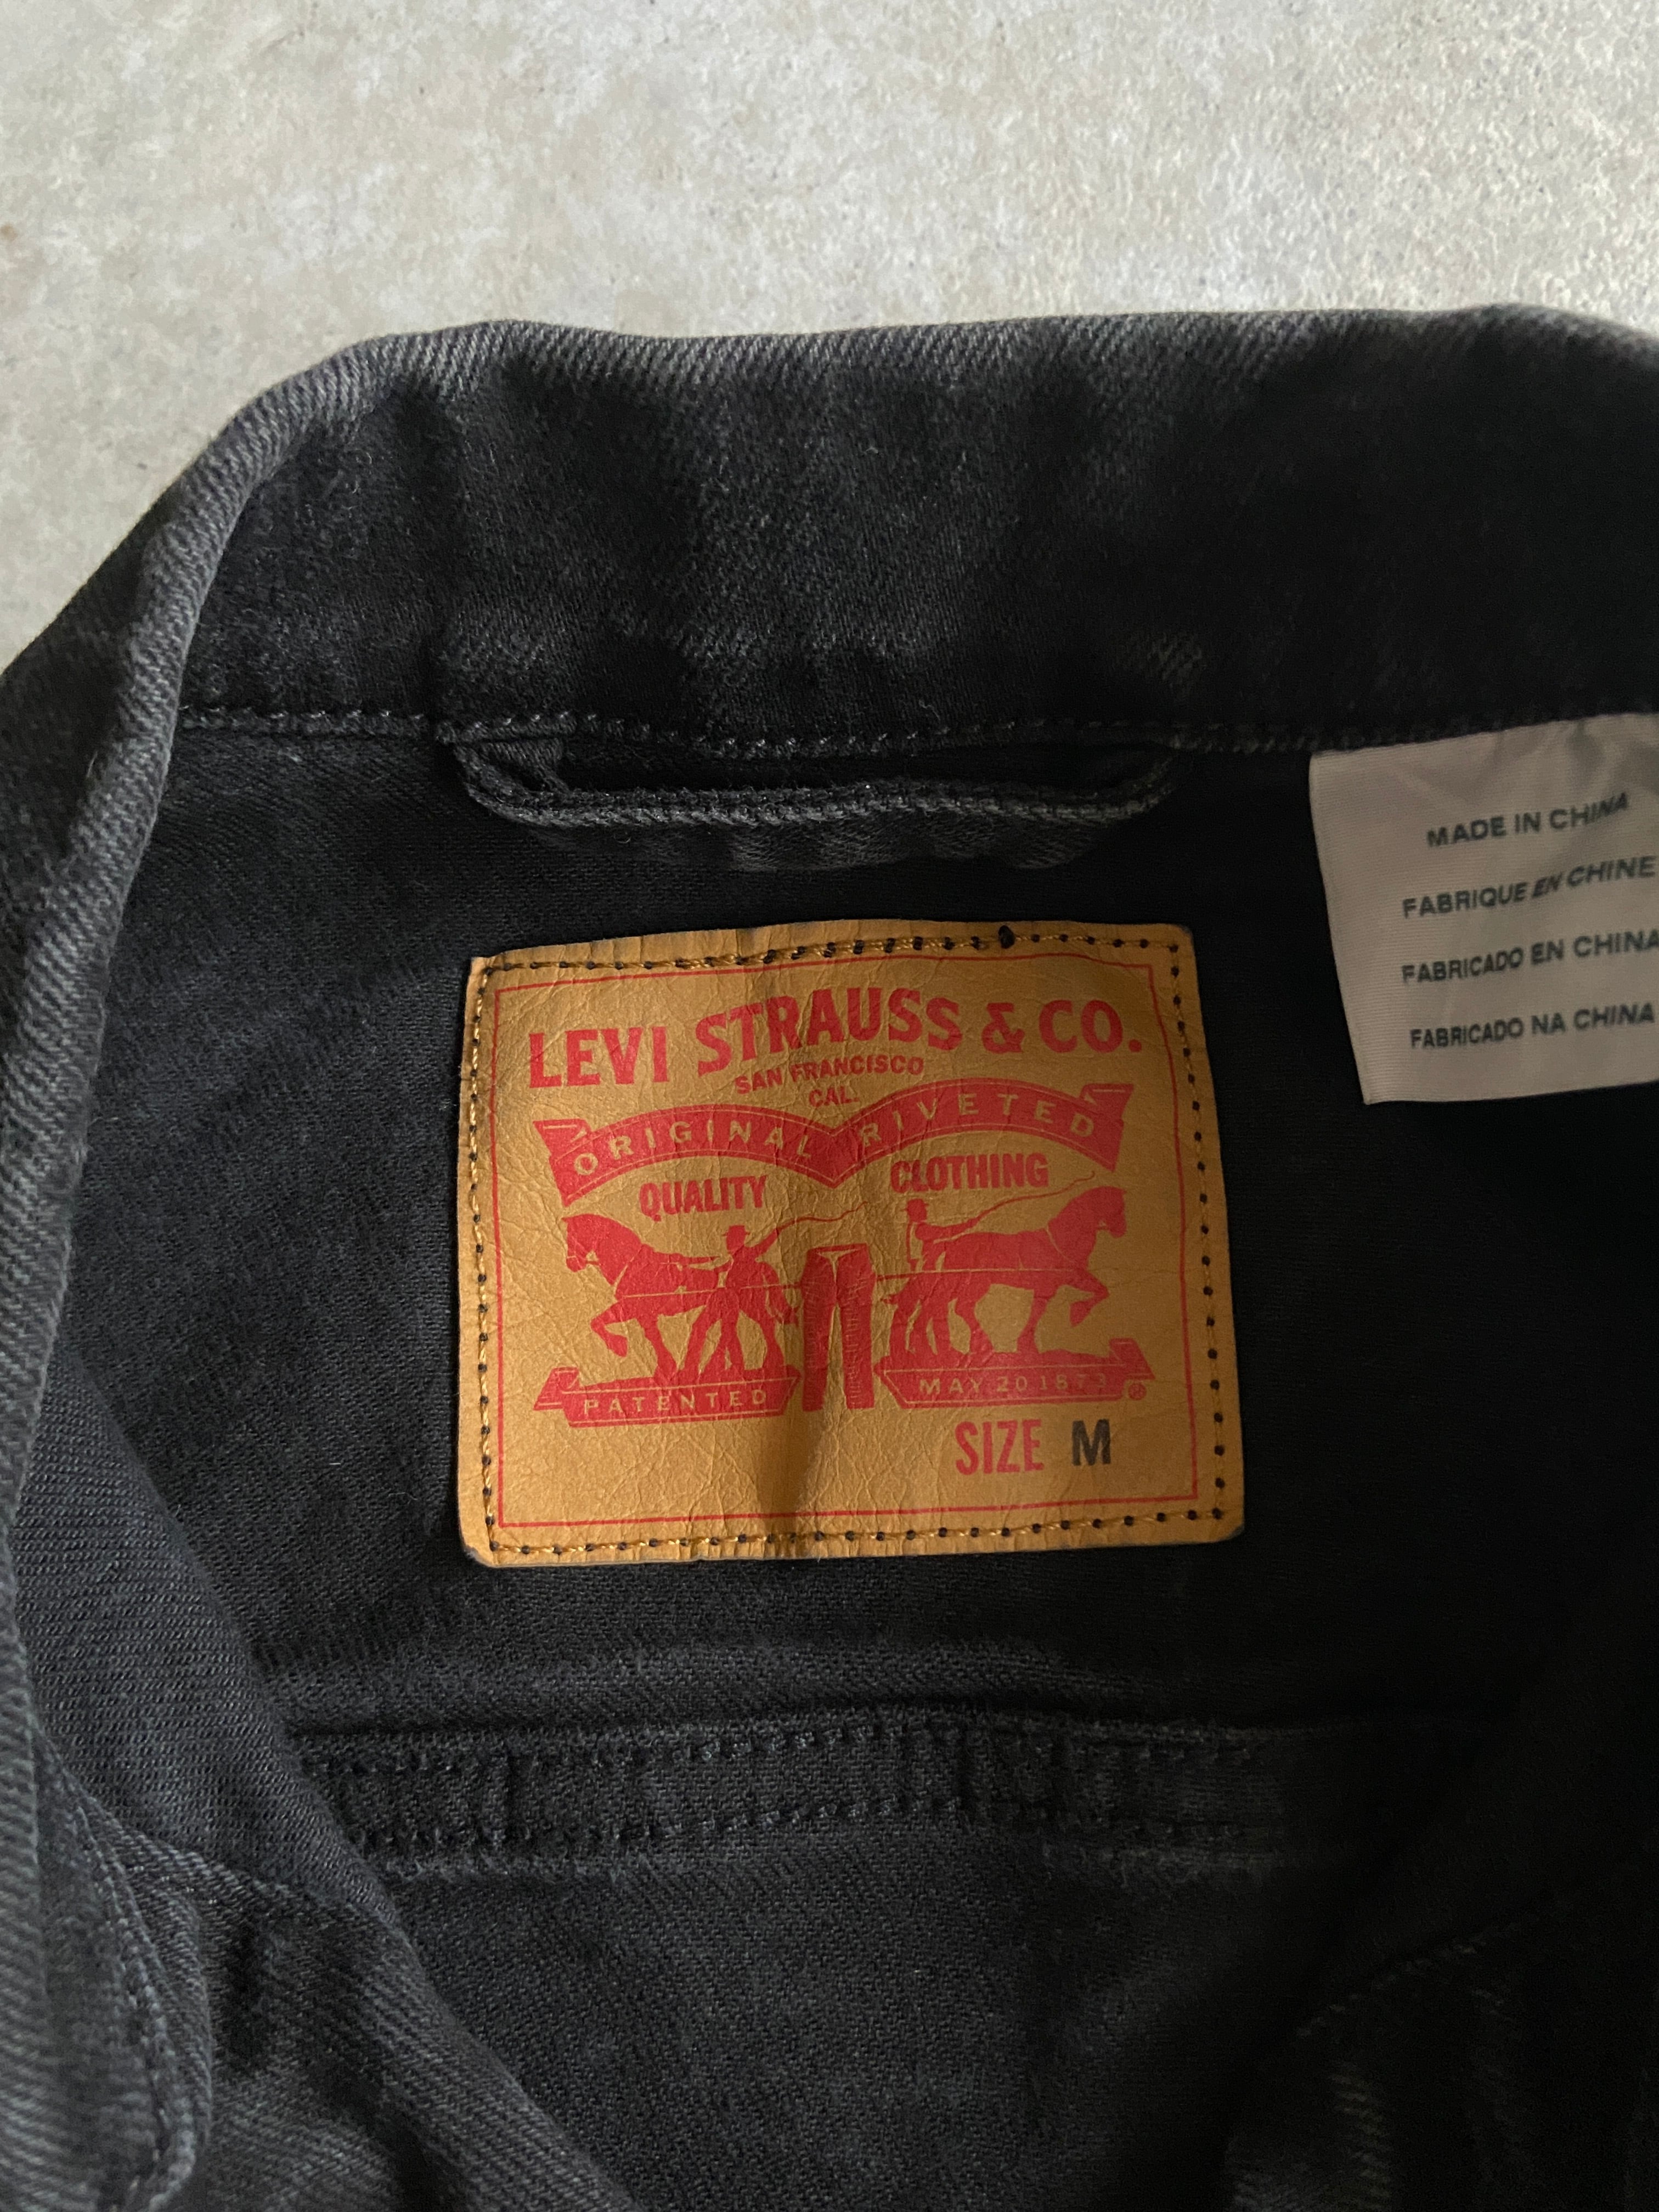 LEVI STRAUSS & CO.
SAN FRANCISCO
CAL.
ORIGINAL RIVETED
QUALITY CLOTHING
PATENTED MAY 20 1873 ®
SIZE M
MADE IN CHINA
FABRIQUE EN CHINE
FABRICADO EN CHINA
FABRICADO NA CHINA